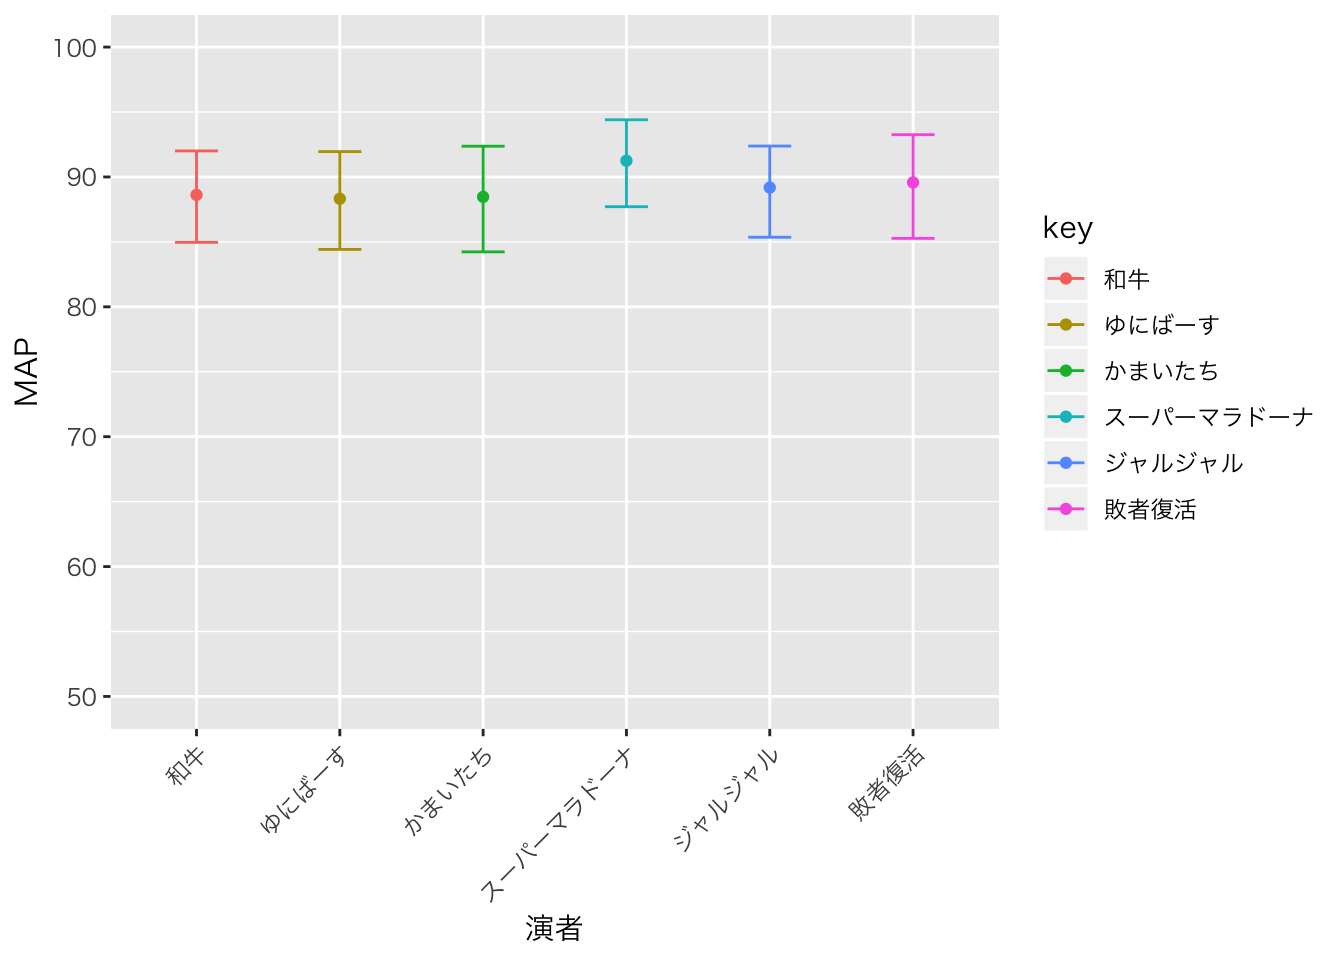 100
90
80
70
60
50
MAP
和牛
ゆにばーす
かまいたち
スーパーマラドーナ
ジャルジャル
敗者復活
演者
key
和牛
ゆにばーす
かまいたち
スーパーマラドーナ
ジャルジャル
敗者復活